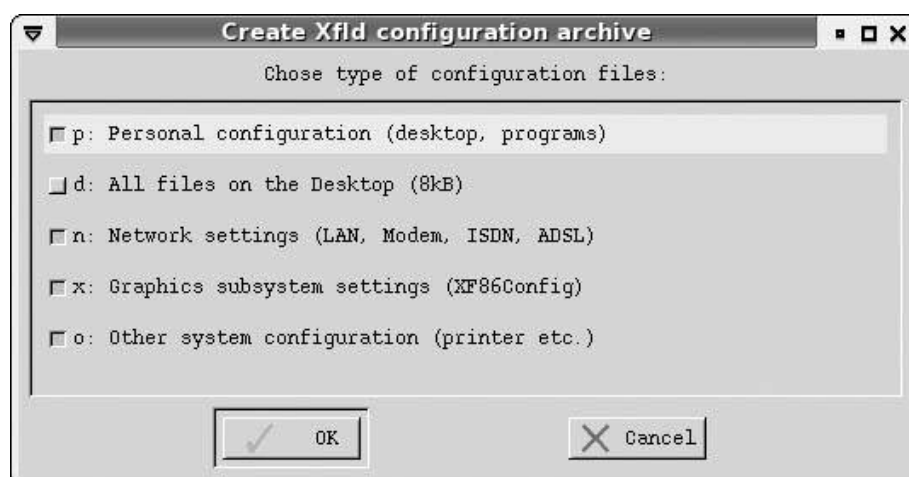 Create Xfld configuration archive
Chose type of configuration files:
p: Personal configuration (desktop, programs)
d: All files on the Desktop (8kB)
n: Network settings (LAN, Modem, ISDN, ADSL)
x: Graphics subsystem settings (XF86Config)
o: Other system configuration (printer etc.)
OK Cancel